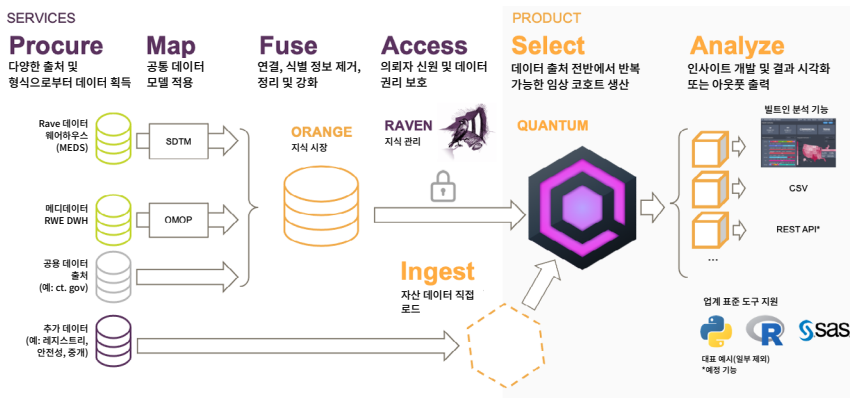 SERVICES
PRODUCT
Procure
다양한 출처 및
형식으로부터 데이터 획득
Map
공통 데이터
모델 적용
Fuse
연결, 식별 정보 제거,
정리 및 강화
Access
의뢰자 신원 및 데이터
권리 보호
Select
데이터 출처 전반에서 반복
가능한 임상 코호트 생산
Analyze
인사이트 개발 및 결과 시각화
또는 아웃풋 출력
Rave 데이터
웨어하우스
(MEDS)
SDTM
ORANGE
지식 시장
RAVEN
지식 관리
QUANTUM
빌트인 분석 기능
메디데이터
RWE DWH
OMOP
CSV
REST API*
...
공용 데이터
출처
(예: ct. gov)
Ingest
자산 데이터 직접
로드
추가 데이터
(예: 레지스트리,
안전성, 중개)
업계 표준 도구 지원
R
sas
대표 예시(일부 제외)
*예정 기능